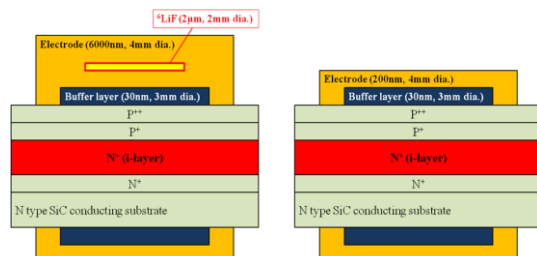 ⁶LiF (2μm, 2mm dia.)
Electrode (6000nm, 4mm dia.)
Buffer layer (30nm, 3mm dia.)
P⁺⁺
P⁺
N⁺ (i-layer)
N⁺
N type SiC conducting substrate
Electrode (200nm, 4mm dia.)
Buffer layer (30nm, 3mm dia.)
P⁺⁺
P⁺
N⁺ (i-layer)
N⁺
N type SiC conducting substrate